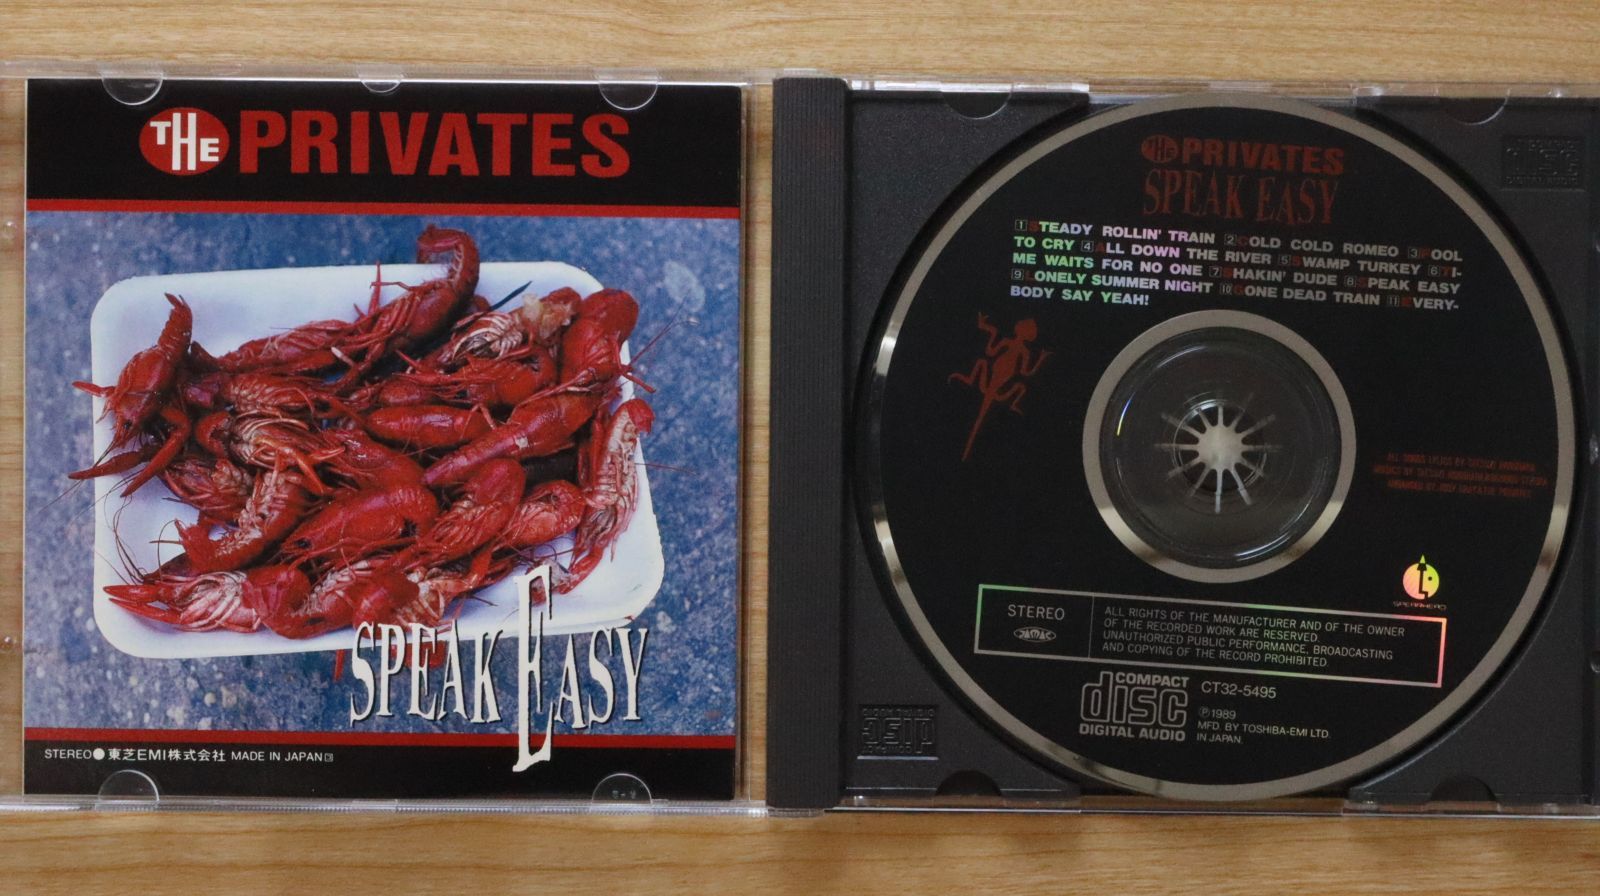 THE PRIVATES
SPEAK EASY
STEREO●東芝EMI株式会社 MADE IN JAPAN
THE PRIVATES
SPEAK EASY
1 STEADY ROLLIN' TRAIN 2 COLD COLD ROMEO 3 FOOL
TO CRY 4 ALL DOWN THE RIVER 5 SWAMP TURKEY 6 TI-
ME WAITS FOR NO ONE 7 SHAKIN' DUDE 8 SPEAK EASY
9 LONELY SUMMER NIGHT 10 GONE DEAD TRAIN 11 EVERY-
BODY SAY YEAH!
SPEARHEAD
STEREO
ALL RIGHTS OF THE MANUFACTURER AND OF THE OWNER
OF THE RECORDED WORK ARE RESERVED.
UNAUTHORIZED PUBLIC PERFORMANCE, BROADCASTING
AND COPYING OF THE RECORD PROHIBITED.
COMPACT
disc
DIGITAL AUDIO
CT32-5495
Ⓟ1989
MFD. BY TOSHIBA-EMI LTD.
IN JAPAN.